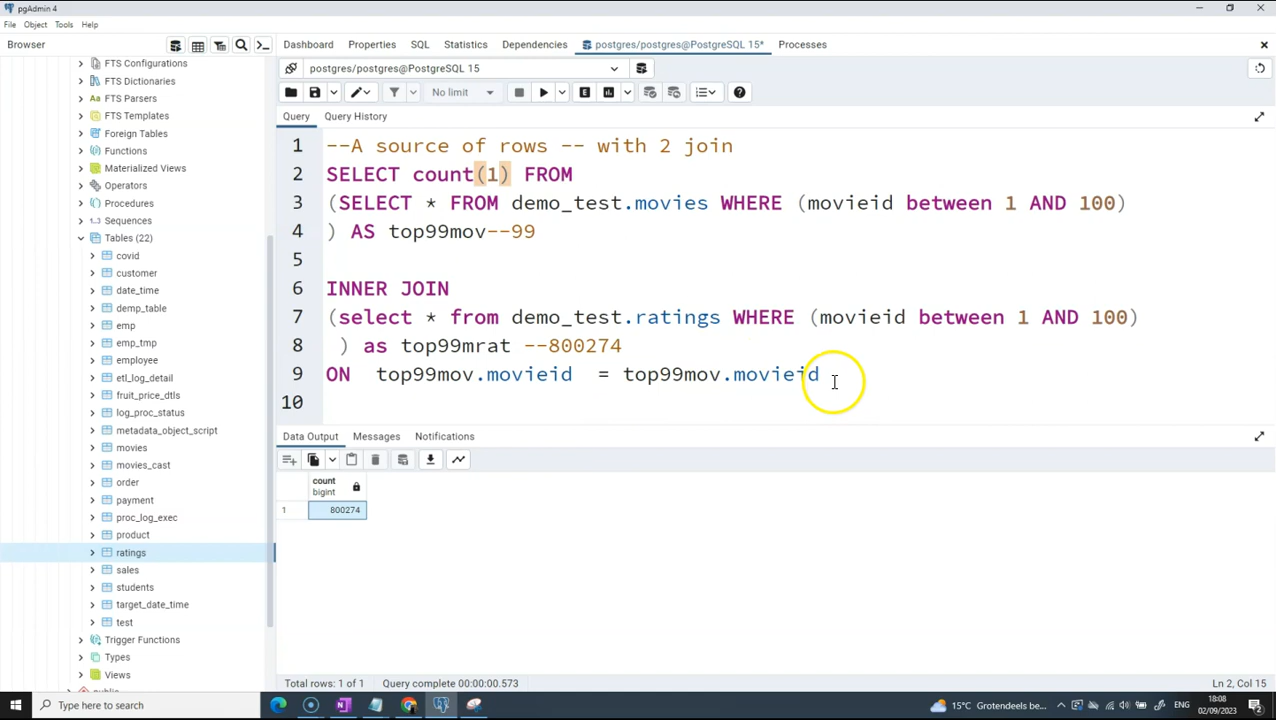 pgAdmin 4
File Object Tools Help
Browser
Dashboard Properties SQL Statistics Dependencies postgres/postgres@PostgreSQL 15* Processes
postgres/postgres@PostgreSQL 15
No limit
Query Query History
FTS Configurations
FTS Dictionaries
FTS Parsers
FTS Templates
Foreign Tables
Functions
Materialized Views
Operators
Procedures
Sequences
Tables (22)
covid
customer
date_time
demp_table
emp
emp_tmp
employee
etl_log_detail
fruit_price_dtls
log_proc_status
metadata_object_script
movies
movies_cast
order
payment
proc_log_exec
product
ratings
sales
students
target_date_time
test
Trigger Functions
Types
Views
1 --A source of rows -- with 2 join
2 SELECT count(1) FROM
3 (SELECT * FROM demo_test.movies WHERE (movieid between 1 AND 100)
4 ) AS top99mov--99
5
6 INNER JOIN
7 (select * from demo_test.ratings WHERE (movieid between 1 AND 100)
8 ) as top99mrat --800274
9 ON top99mov.movieid = top99mov.movieid
10
Data Output Messages Notifications
count
bigint
1 800274
Total rows: 1 of 1 Query complete 00:00:00.573 Ln 2, Col 15
Type here to search
15°C Grotendeels be... ENG 18:08
02/09/2023